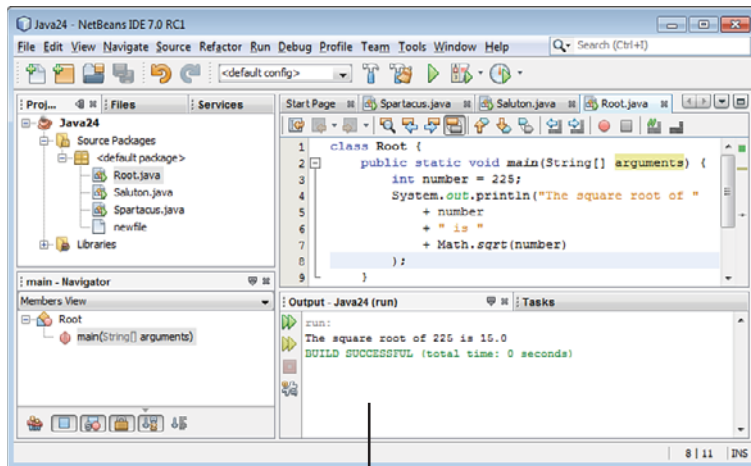 Java24 - NetBeans IDE 7.0 RC1
File Edit View Navigate Source Refactor Run Debug Profile Team Tools Window Help
Search (Ctrl+I)
<default config>
Proj...
Files
Services
Java24
Source Packages
<default package>
Root.java
Saluton.java
Spartacus.java
newfile
Libraries
main - Navigator
Members View
Root
main(String[] arguments)
Start Page
Spartacus.java
Saluton.java
Root.java
1 class Root {
2 public static void main(String[] arguments) {
3 int number = 225;
4 System.out.println("The square root of "
5 + number
6 + " is "
7 + Math.sqrt(number)
8 );
9 }
Output - Java24 (run)
Tasks
run:
The square root of 225 is 15.0
BUILD SUCCESSFUL (total time: 0 seconds)
8 | 11 INS